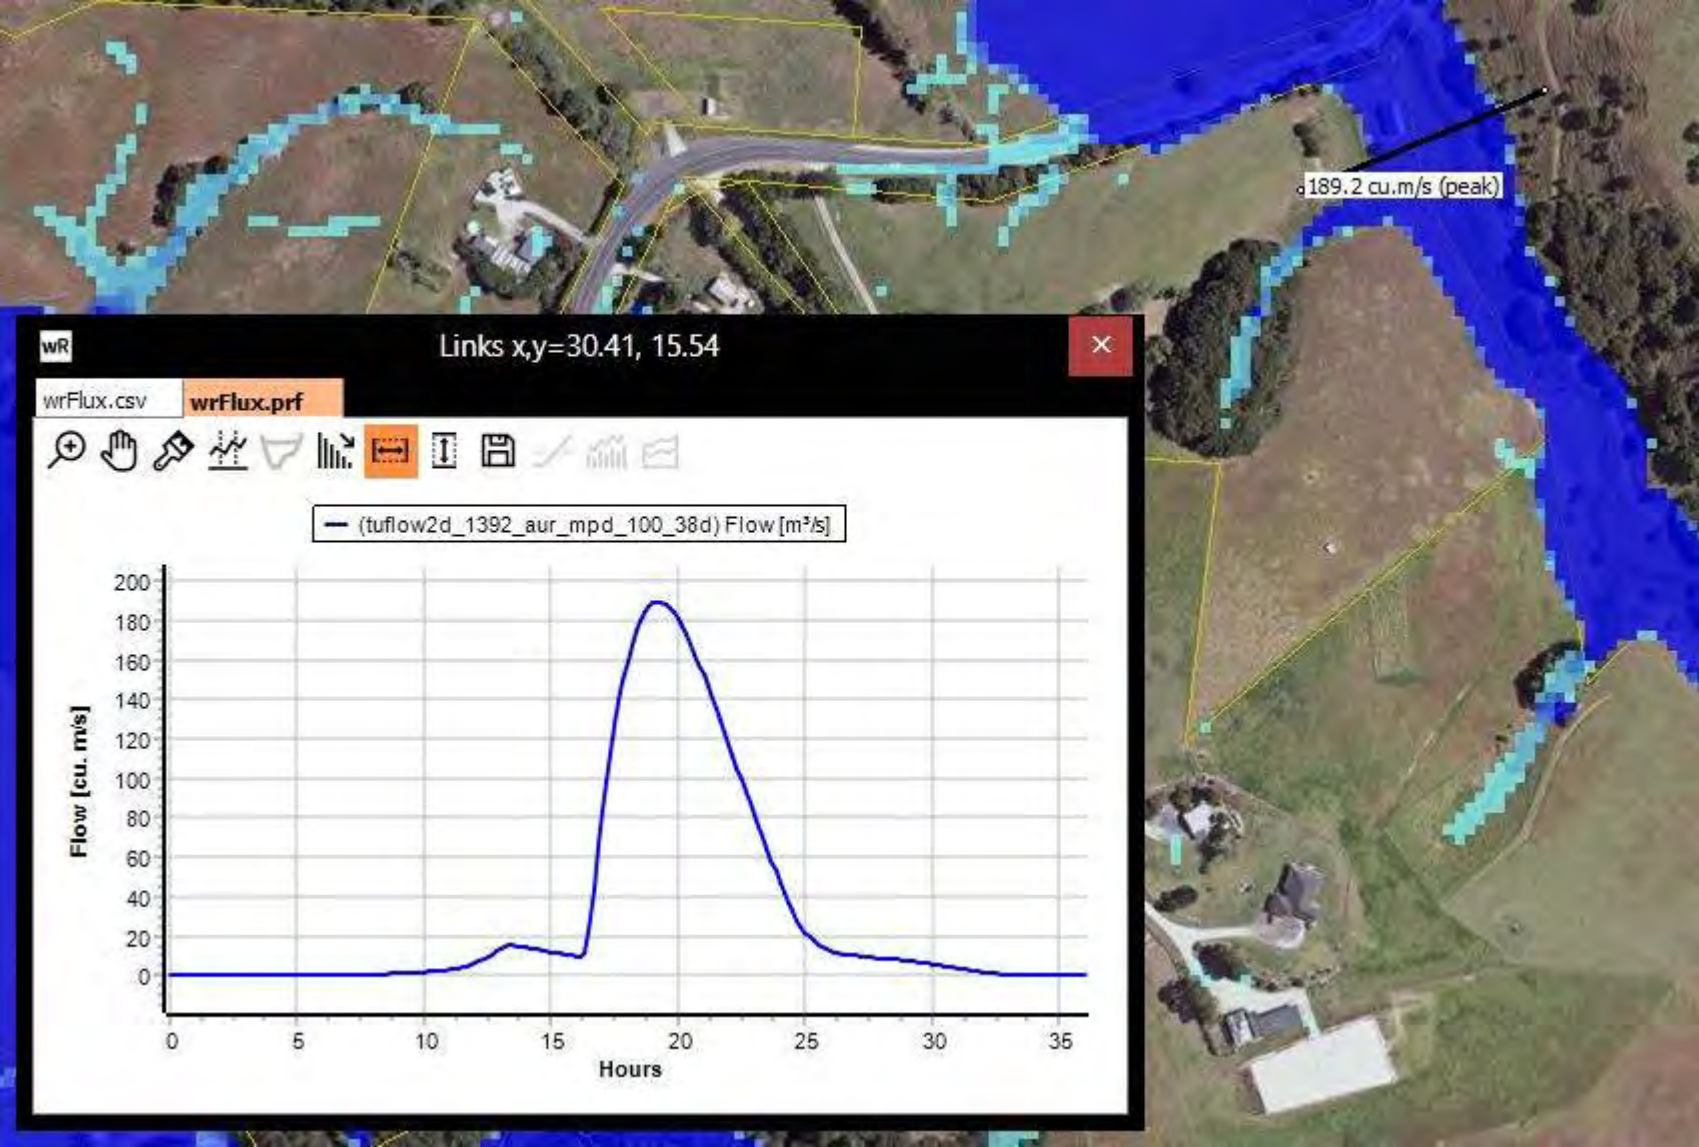 189.2 cu.m/s (peak)
wR
Links x,y=30.41, 15.54
wrFlux.csv
wrFlux.prf
(tuflow2d_1392_aur_mpd_100_38d) Flow [m³/s]
200
180
160
140
120
100
80
60
40
20
0
Flow [cu. m/s]
0 5 10 15 20 25 30 35
Hours